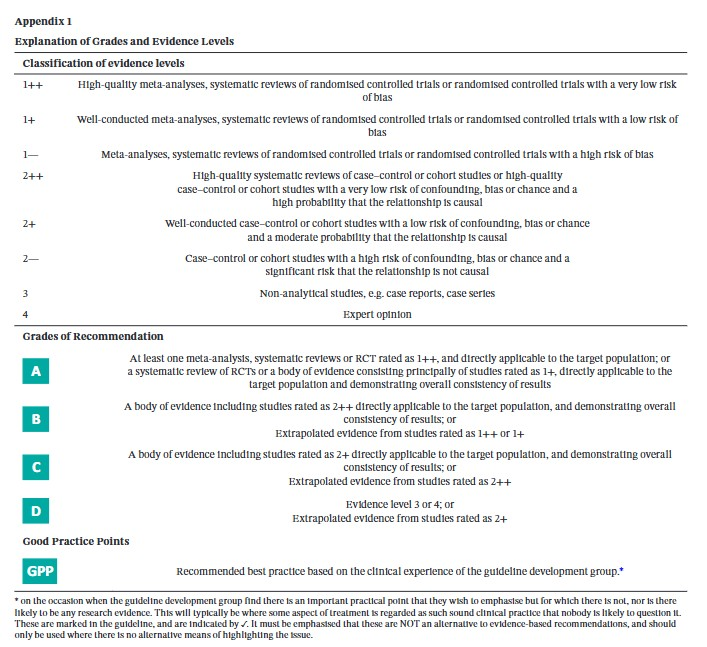 Appendix 1
Explanation of Grades and Evidence Levels
Classification of evidence levels
1++ High-quality meta-analyses, systematic reviews of randomised controlled trials or randomised controlled trials with a very low risk
of bias
1+ Well-conducted meta-analyses, systematic reviews of randomised controlled trials or randomised controlled trials with a low risk of
bias
1— Meta-analyses, systematic reviews of randomised controlled trials or randomised controlled trials with a high risk of bias
2++ High-quality systematic reviews of case–control or cohort studies or high-quality
case–control or cohort studies with a very low risk of confounding, bias or chance and a
high probability that the relationship is causal
2+ Well-conducted case–control or cohort studies with a low risk of confounding, bias or chance
and a moderate probability that the relationship is causal
2— Case–control or cohort studies with a high risk of confounding, bias or chance and a
significant risk that the relationship is not causal
3 Non-analytical studies, e.g. case reports, case series
4 Expert opinion
Grades of Recommendation
A At least one meta-analysis, systematic reviews or RCT rated as 1++, and directly applicable to the target population; or
a systematic review of RCTs or a body of evidence consisting principally of studies rated as 1+, directly applicable to the
target population and demonstrating overall consistency of results
B A body of evidence including studies rated as 2++ directly applicable to the target population, and demonstrating overall
consistency of results; or
Extrapolated evidence from studies rated as 1++ or 1+
C A body of evidence including studies rated as 2+ directly applicable to the target population, and demonstrating overall
consistency of results; or
Extrapolated evidence from studies rated as 2++
D Evidence level 3 or 4; or
Extrapolated evidence from studies rated as 2+
Good Practice Points
GPP Recommended best practice based on the clinical experience of the guideline development group.*
* on the occasion when the guideline development group find there is an important practical point that they wish to emphasise but for which there is not, nor is there
likely to be any research evidence. This will typically be where some aspect of treatment is regarded as such sound clinical practice that nobody is likely to question it.
These are marked in the guideline, and are indicated by ✓. It must be emphasised that these are NOT an alternative to evidence-based recommendations, and should
only be used where there is no alternative means of highlighting the issue.